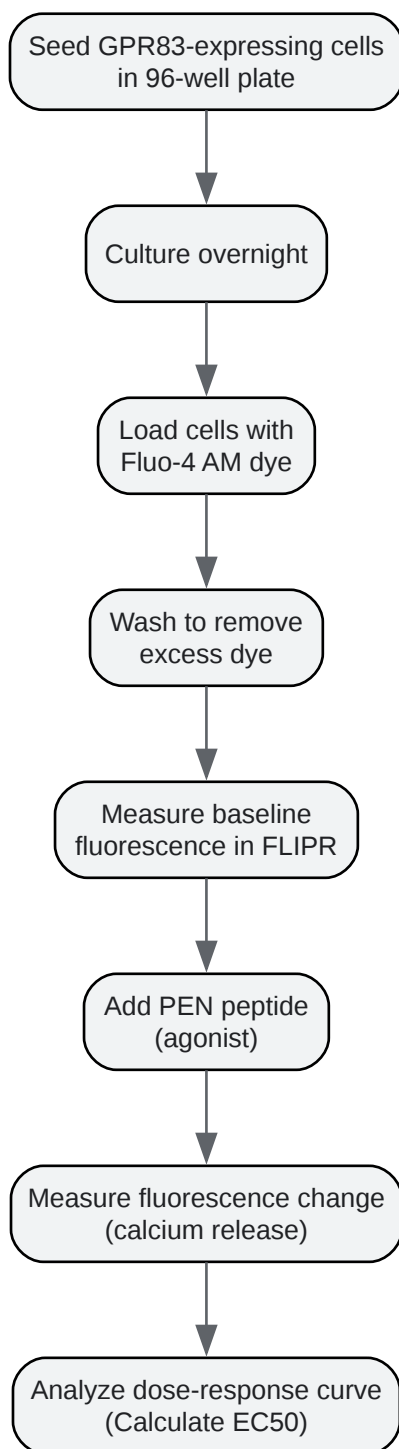 Seed GPR83-expressing cells
in 96-well plate
Culture overnight
Load cells with
Fluo-4 AM dye
Wash to remove
excess dye
Measure baseline
fluorescence in FLIPR
Add PEN peptide
(agonist)
Measure fluorescence change
(calcium release)
Analyze dose-response curve
(Calculate EC50)